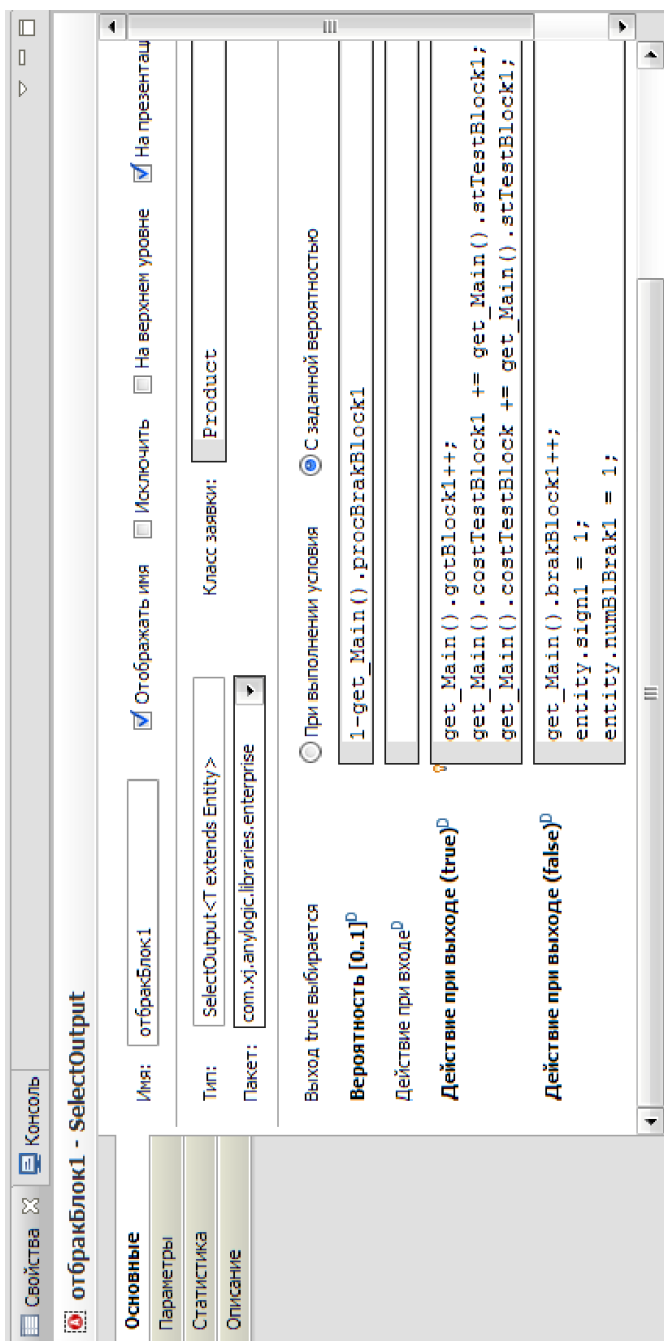 Свойства Консоль
отбракБлок1 - SelectOutput
Основные
Параметры
Статистика
Описание
Имя: отбракБлок1 Отображать имя Исключить На верхнем уровне На презентац
Тип: SelectOutput<T extends Entity> Класс заявки: Product
Пакет: com.xj.anylogic.libraries.enterprise
Выход true выбирается При выполнении условия С заданной вероятностью
Вероятность [0..1]D 1-get_Main().procBrakBlock1
Действие при входеD
Действие при выходе (true)D get_Main().gotBlock1++;
get_Main().costTestBlock1 += get_Main().stTestBlock1;
get_Main().costTestBlock += get_Main().stTestBlock1;
Действие при выходе (false)D get_Main().brakBlock1++;
entity.sign1 = 1;
entity.numBlBrak1 = 1;